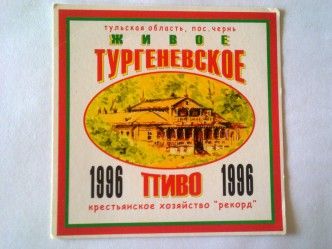 тульская область, пос. чернь
ЖИВОЕ
ТУРГЕНЕВСКОЕ
1996 ПИВО 1996
крестьянское хозяйство "рекорд"